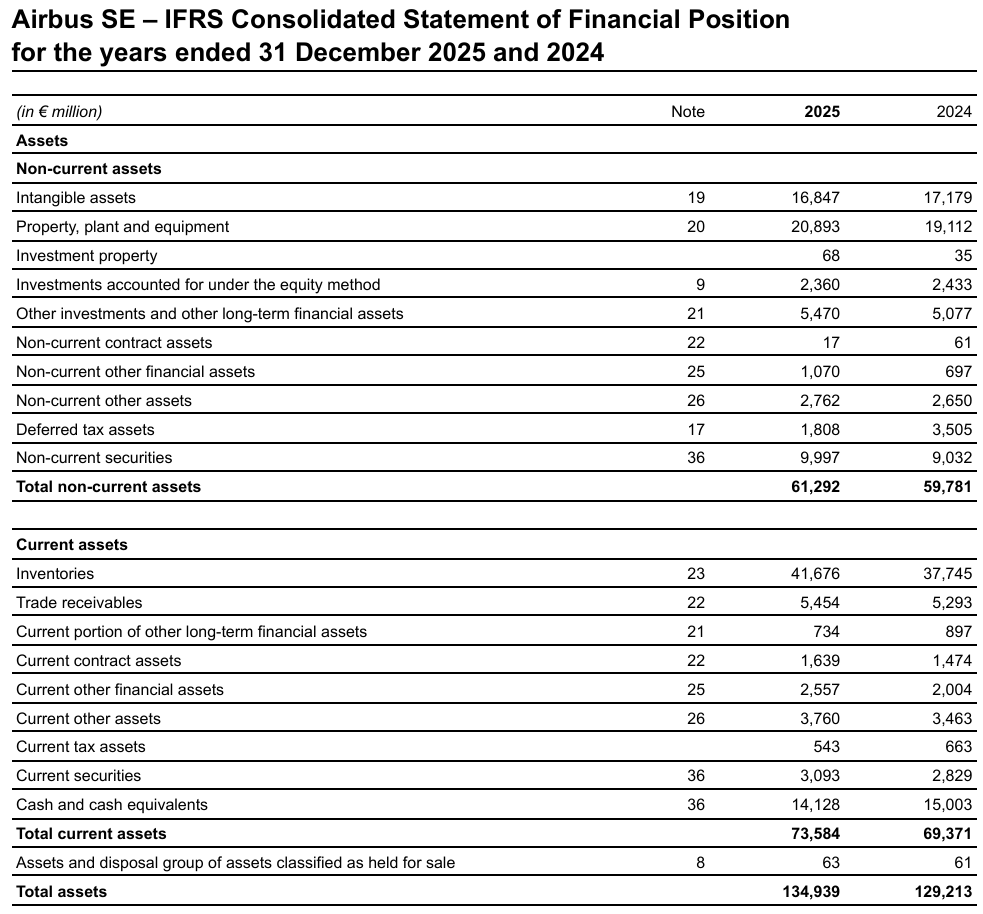 Airbus SE – IFRS Consolidated Statement of Financial Position
for the years ended 31 December 2025 and 2024
(in € million) Note 2025 2024
Assets
Non-current assets
Intangible assets 19 16,847 17,179
Property, plant and equipment 20 20,893 19,112
Investment property 68 35
Investments accounted for under the equity method 9 2,360 2,433
Other investments and other long-term financial assets 21 5,470 5,077
Non-current contract assets 22 17 61
Non-current other financial assets 25 1,070 697
Non-current other assets 26 2,762 2,650
Deferred tax assets 17 1,808 3,505
Non-current securities 36 9,997 9,032
Total non-current assets 61,292 59,781
Current assets
Inventories 23 41,676 37,745
Trade receivables 22 5,454 5,293
Current portion of other long-term financial assets 21 734 897
Current contract assets 22 1,639 1,474
Current other financial assets 25 2,557 2,004
Current other assets 26 3,760 3,463
Current tax assets 543 663
Current securities 36 3,093 2,829
Cash and cash equivalents 36 14,128 15,003
Total current assets 73,584 69,371
Assets and disposal group of assets classified as held for sale 8 63 61
Total assets 134,939 129,213